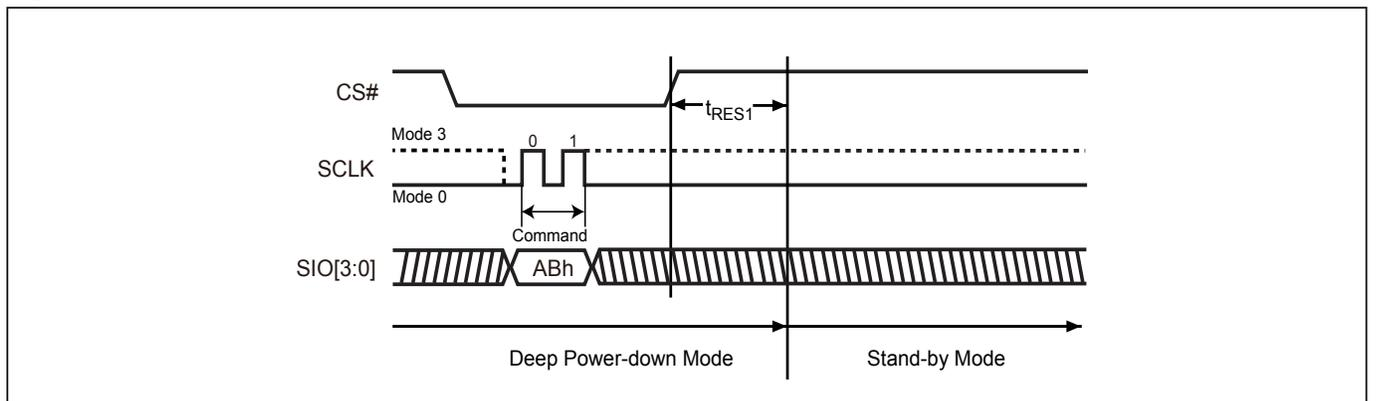 CS#
tRES1
Mode 3
0 1
SCLK
Mode 0
Command
SIO[3:0]
ABh
Deep Power-down Mode
Stand-by Mode